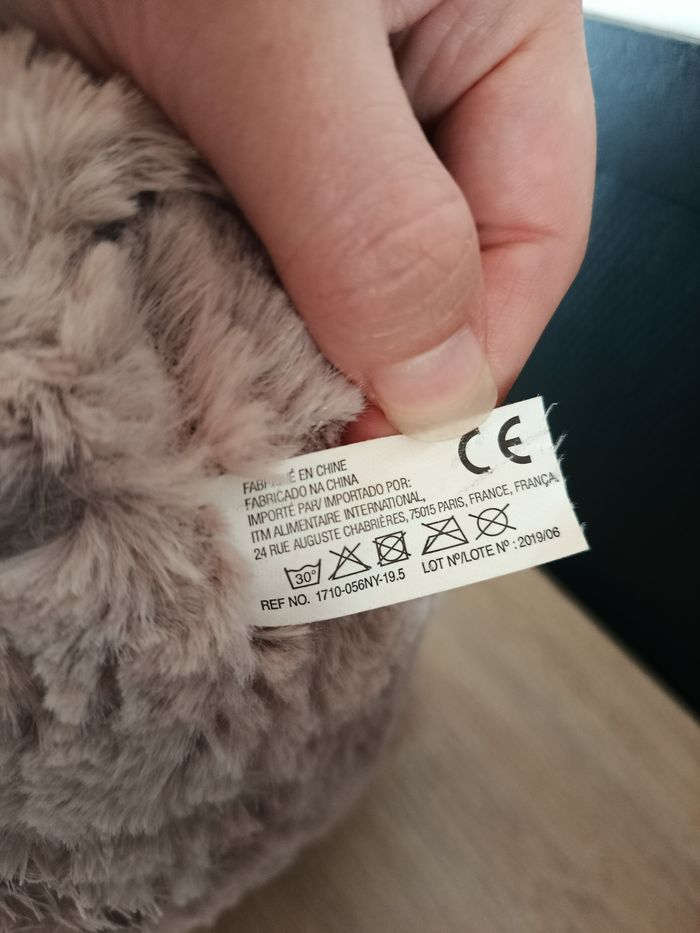 CE
FABRIQUÉ EN CHINE
FABRICADO NA CHINA
IMPORTÉ PAR/ IMPORTADO POR:
ITM ALIMENTAIRE INTERNATIONAL,
24 RUE AUGUSTE CHABRIÈRES, 75015 PARIS, FRANCE, FRANÇA
30°
REF NO. 1710-056NY-19.5 LOT Nº/LOTE Nº : 2019/06